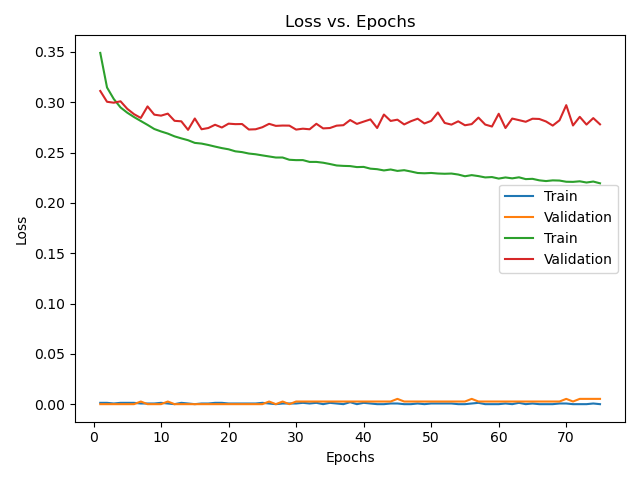 Loss vs. Epochs
0.35
0.30
0.25
0.20
0.15
0.10
0.05
0.00
Loss
Train
Validation
Train
Validation
0 10 20 30 40 50 60 70
Epochs